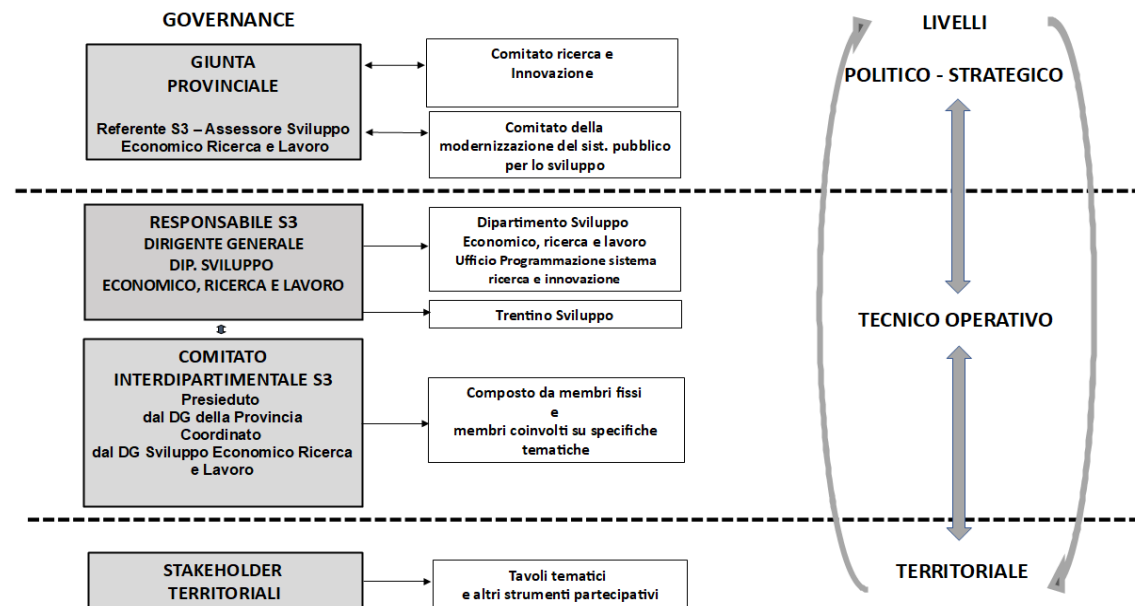 GOVERNANCE
GIUNTA
PROVINCIALE
Referente S3 – Assessore Sviluppo
Economico Ricerca e Lavoro
Comitato ricerca e
Innovazione
Comitato della
modernizzazione del sist. pubblico
per lo sviluppo
RESPONSABILE S3
DIRIGENTE GENERALE
DIP. SVILUPPO
ECONOMICO, RICERCA E LAVORO
Dipartimento Sviluppo
Economico, ricerca e lavoro
Ufficio Programmazione sistema
ricerca e innovazione
Trentino Sviluppo
COMITATO
INTERDIPARTIMENTALE S3
Presieduto
dal DG della Provincia
Coordinato
dal DG Sviluppo Economico Ricerca
e Lavoro
Composto da membri fissi
e
membri coinvolti su specifiche
tematiche
STAKEHOLDER
TERRITORIALI
Tavoli tematici
e altri strumenti partecipativi
LIVELLI
POLITICO - STRATEGICO
TECNICO OPERATIVO
TERRITORIALE